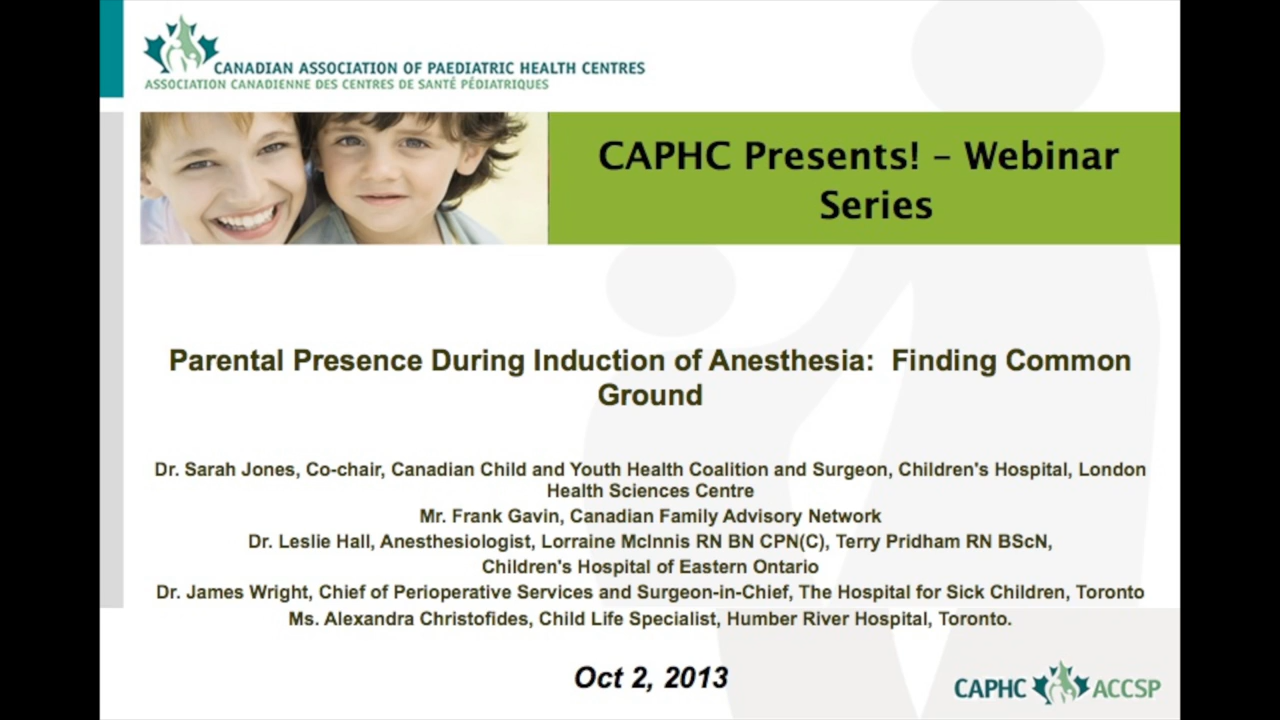 CANADIAN ASSOCIATION OF PAEDIATRIC HEALTH CENTRES
ASSOCIATION CANADIENNE DES CENTRES DE SANTÉ PÉDIATRIQUES
CAPHC Presents! – Webinar
Series
Parental Presence During Induction of Anesthesia:  Finding Common
Ground
Dr. Sarah Jones, Co-chair, Canadian Child and Youth Health Coalition and Surgeon, Children's Hospital, London
Health Sciences Centre
Mr. Frank Gavin, Canadian Family Advisory Network
Dr. Leslie Hall, Anesthesiologist, Lorraine McInnis RN BN CPN(C), Terry Pridham RN BScN,
Children's Hospital of Eastern Ontario
Dr. James Wright, Chief of Perioperative Services and Surgeon-in-Chief, The Hospital for Sick Children, Toronto
Ms. Alexandra Christofides, Child Life Specialist, Humber River Hospital, Toronto.
Oct 2, 2013
CAPHC ACCSP